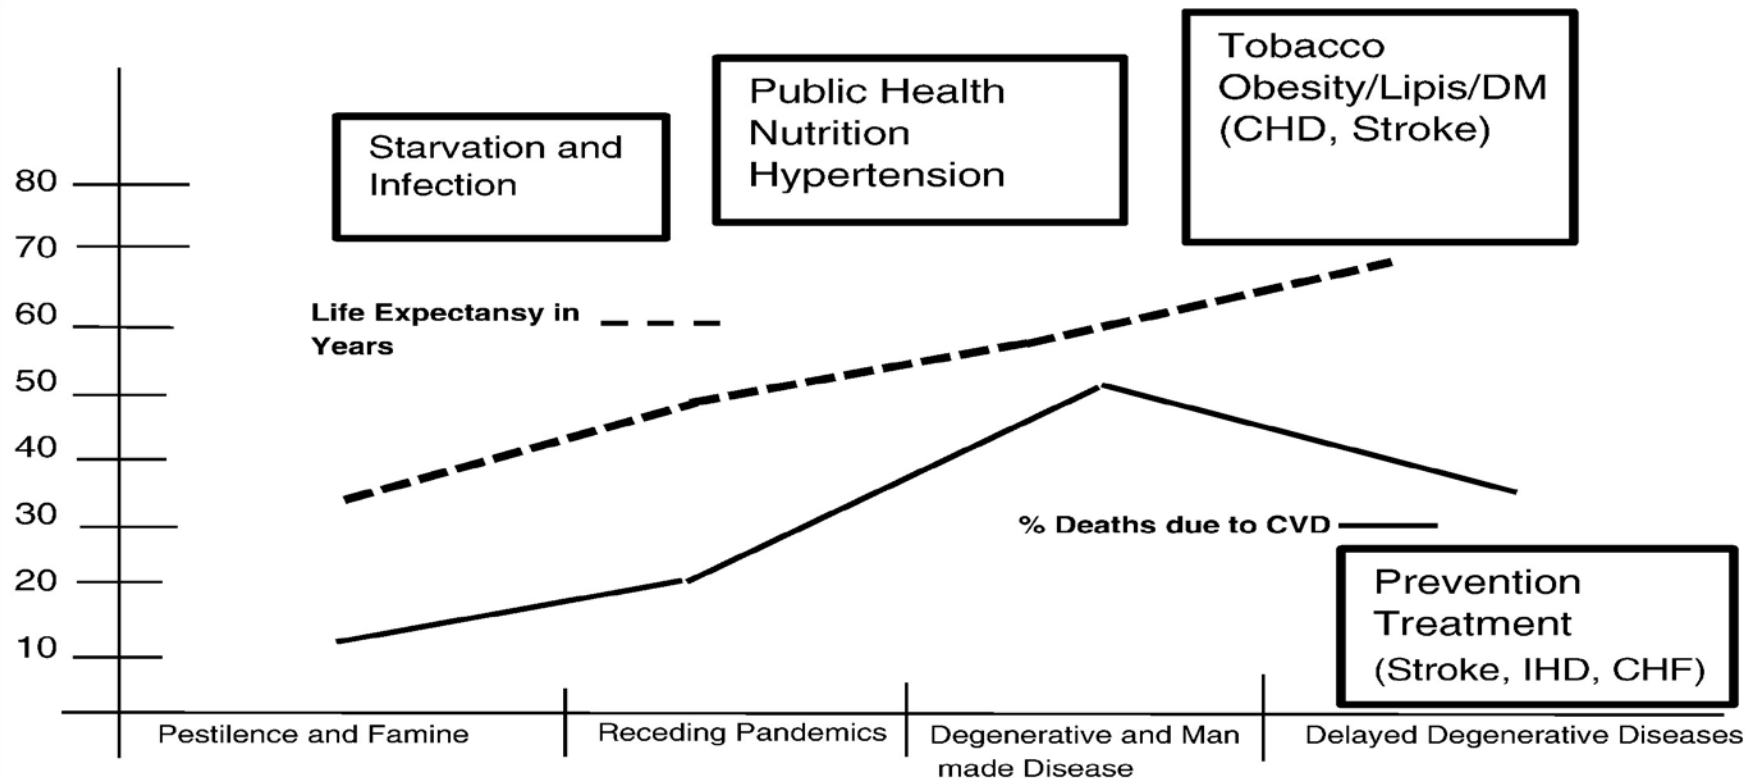 Tobacco
Obesity/Lipis/DM
(CHD, Stroke)
Public Health
Nutrition
Hypertension
Starvation and
Infection
80
70
60
50
40
30
20
10
Life Expectansy in
Years
% Deaths due to CVD
Prevention
Treatment
(Stroke, IHD, CHF)
Pestilence and Famine
Receding Pandemics
Degenerative and Man
made Disease
Delayed Degenerative Diseases